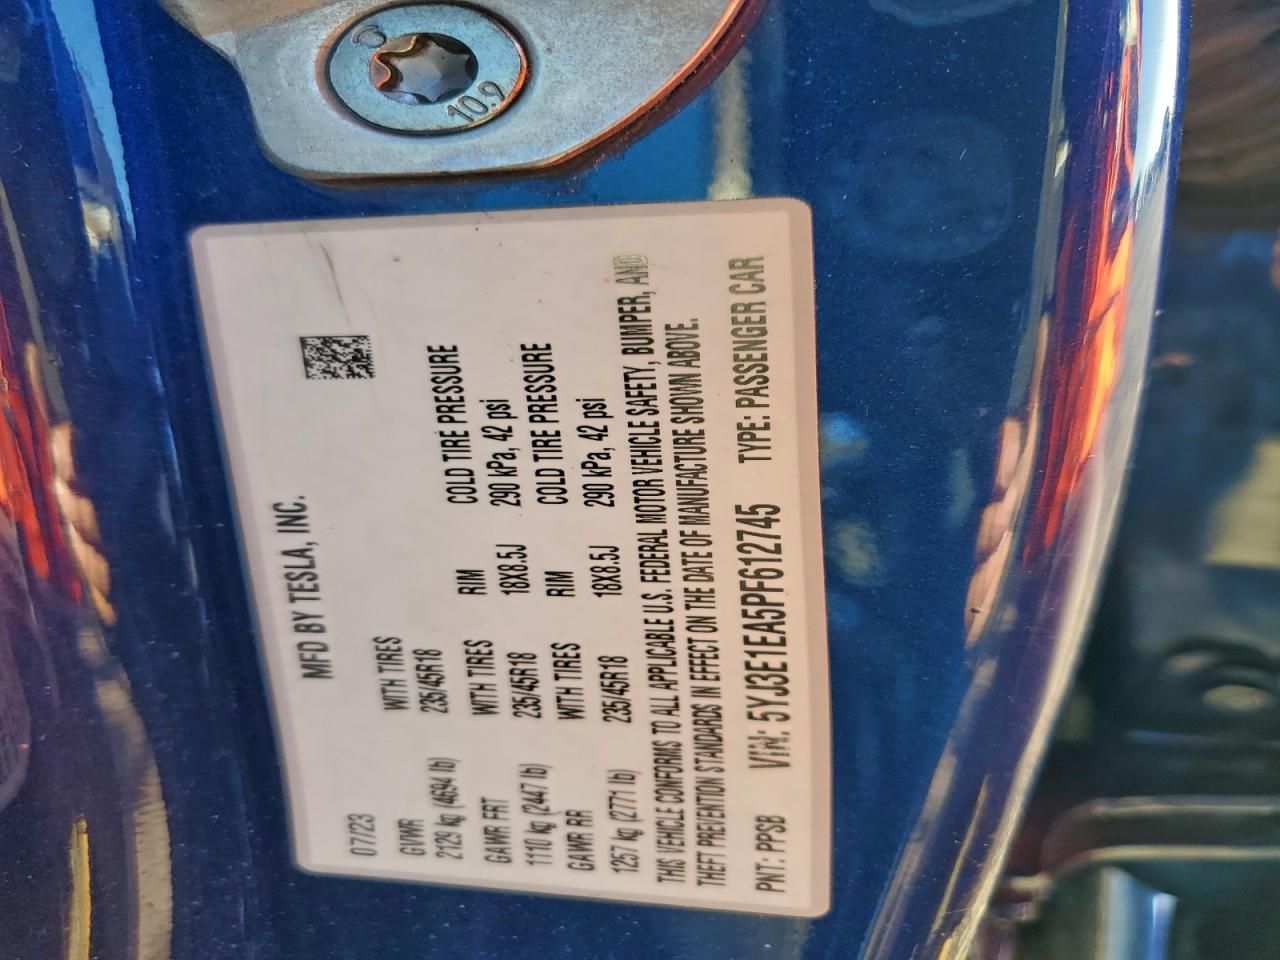 10.9
MFD BY TESLA, INC.
07/23
GVWR WITH TIRES
2129 kg (4694 lb) 235/45R18
COLD TIRE PRESSURE
GAWR FRT WITH TIRES RIM
1110 kg (2447 lb) 235/45R18 18X8.5J 290 kPa, 42 psi
GAWR RR WITH TIRES RIM COLD TIRE PRESSURE
1257 kg (2771 lb) 235/45R18 18X8.5J 290 kPa, 42 psi
THIS VEHICLE CONFORMS TO ALL APPLICABLE U.S. FEDERAL MOTOR VEHICLE SAFETY, BUMPER, AND
THEFT PREVENTION STANDARDS IN EFFECT ON THE DATE OF MANUFACTURE SHOWN ABOVE.
PNT: PPSB VIN: 5YJ3E1EA5PF612745 TYPE: PASSENGER CAR